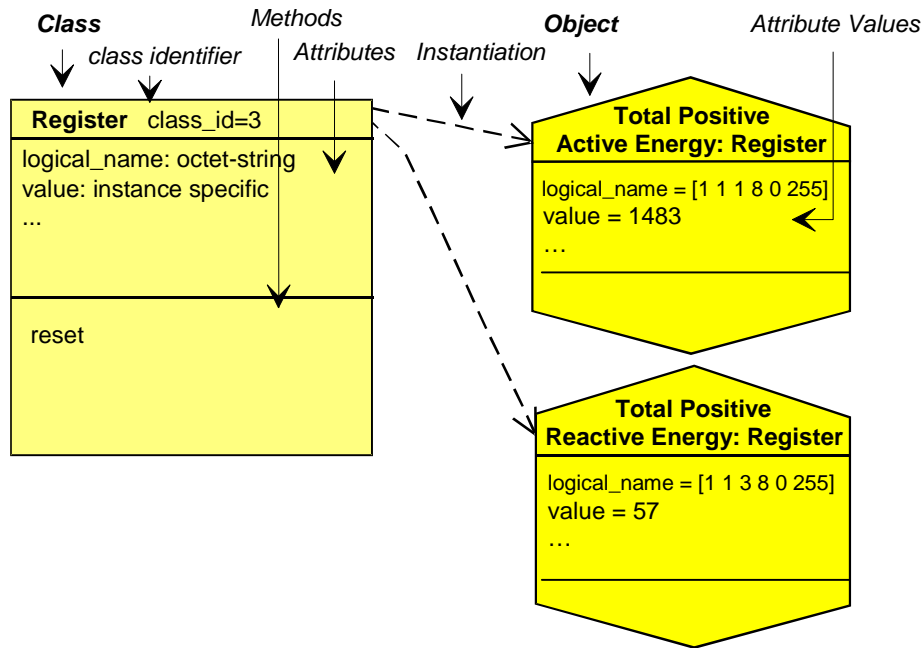 Class
class identifier
Methods
Attributes
Instantiation
Object
Attribute Values
Register class_id=3
logical_name: octet-string
value: instance specific
...
reset
Total Positive
Active Energy: Register
logical_name = [1 1 1 8 0 255]
value = 1483
…
Total Positive
Reactive Energy: Register
logical_name = [1 1 3 8 0 255]
value = 57
…